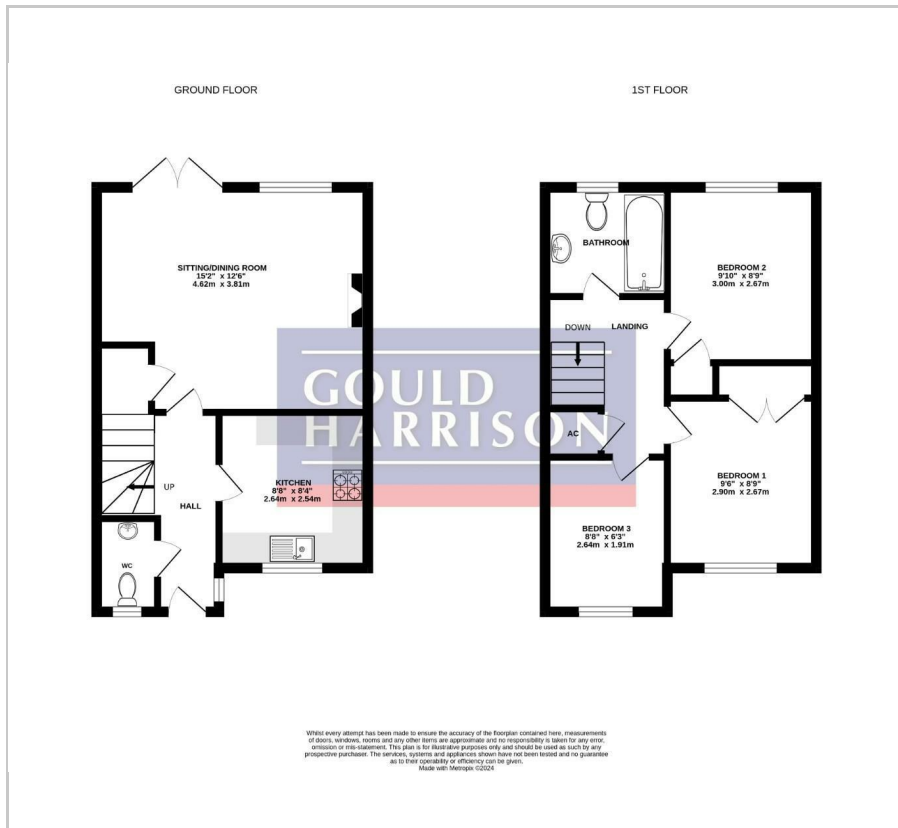 GROUND FLOOR
SITTING/DINING ROOM
15'2" x 12'6"
4.62m x 3.81m
UP
HALL
KITCHEN
8'8" x 8'4"
2.64m x 2.54m
WC
1ST FLOOR
BATHROOM
BEDROOM 2
9'10" x 8'9"
3.00m x 2.67m
DOWN
LANDING
AC
BEDROOM 1
9'6" x 8'9"
2.90m x 2.67m
BEDROOM 3
8'8" x 6'3"
2.64m x 1.91m
GOULD
HARRISON
Whilst every attempt has been made to ensure the accuracy of the floorplan contained here, measurements
of doors, windows, rooms and any other items are approximate and no responsibility is taken for any error,
omission or mis-statement. This plan is for illustrative purposes only and should be used as such by any
prospective purchaser. The services, systems and appliances shown have not been tested and no guarantee
as to their operability or efficiency can be given.
Made with Metropix ©2024